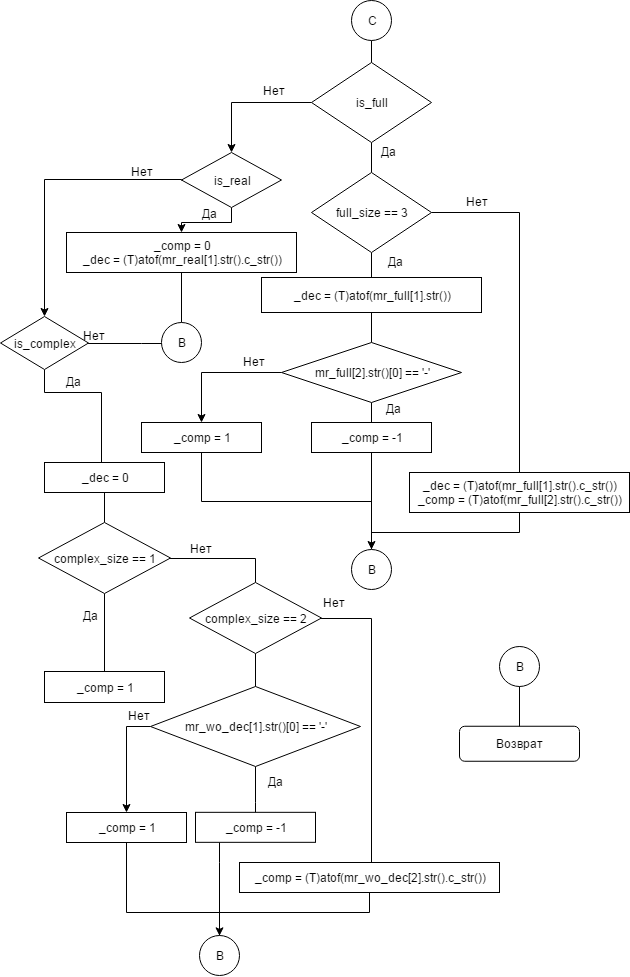 C
is_full
Нет
Да
is_real
Нет
Да
_comp = 0
_dec = (T)atof(mr_real[1].str().c_str())
full_size == 3
Нет
Да
_dec = (T)atof(mr_full[1].str())
is_complex
Нет
B
Да
mr_full[2].str()[0] == '-'
Нет
Да
_comp = 1
_comp = -1
_dec = (T)atof(mr_full[1].str().c_str())
_comp = (T)atof(mr_full[2].str().c_str())
B
_dec = 0
complex_size == 1
Нет
Да
_comp = 1
complex_size == 2
Нет
mr_wo_dec[1].str()[0] == '-'
Нет
Да
_comp = 1
_comp = -1
_comp = (T)atof(mr_wo_dec[2].str().c_str())
B
B
Возврат